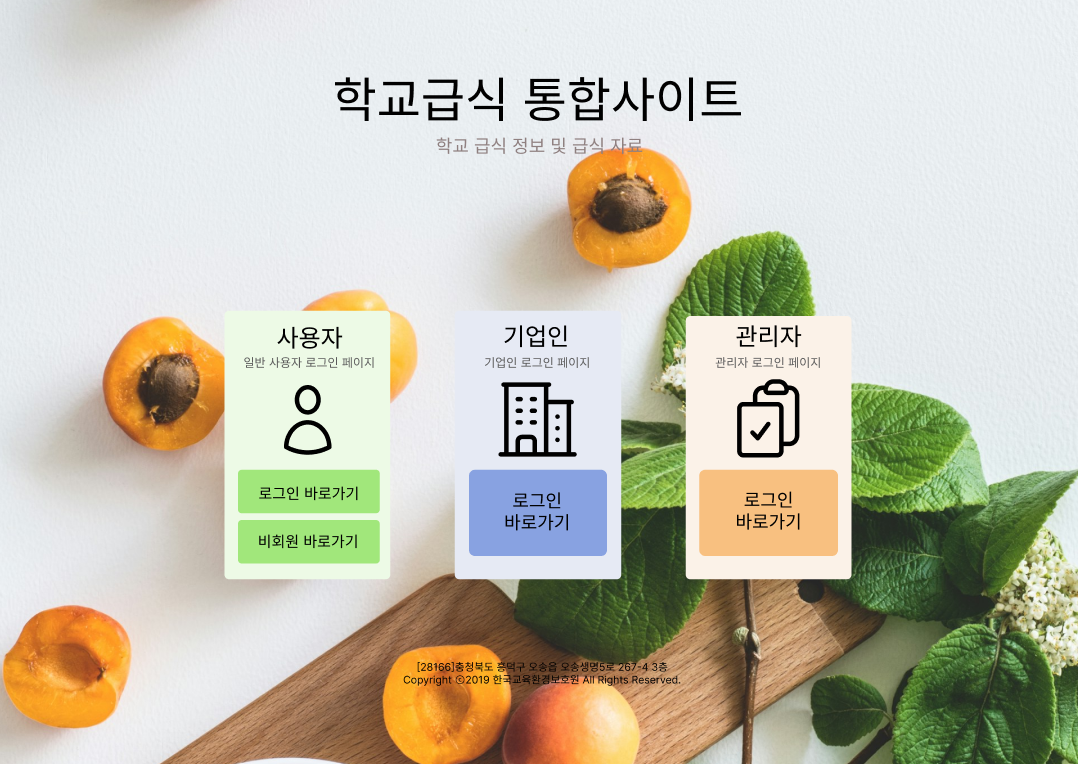 학교급식 통합사이트
학교 급식 정보 및 급식 자료
사용자
일반 사용자 로그인 페이지
로그인 바로가기
비회원 바로가기
기업인
기업인 로그인 페이지
로그인
바로가기
관리자
관리자 로그인 페이지
로그인
바로가기
[28166]충청북도 흥덕구 오송읍 오송생명5로 267-4 3층
Copyright ⓒ2019 한국교육환경보호원 All Rights Reserved.